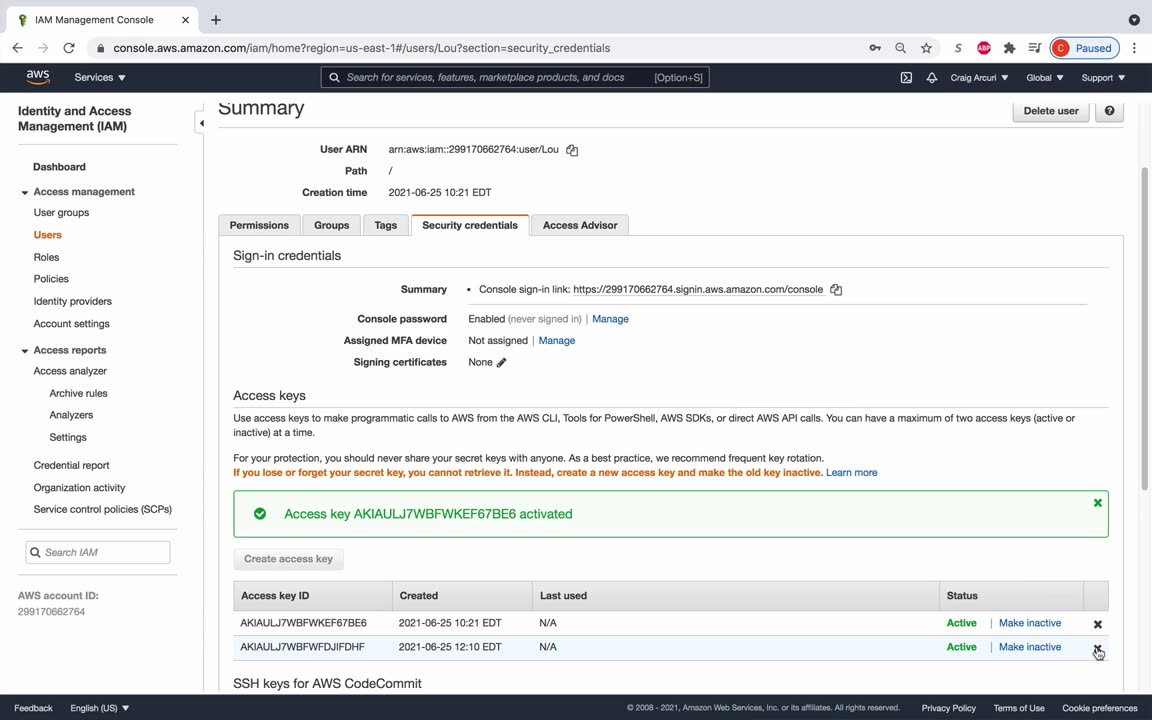 IAM Management Console
console.aws.amazon.com/iam/home?region=us-east-1#/users/Lou?section=security_credentials
S
ABP
C Paused
aws
Services
Search for services, features, marketplace products, and docs [Option+S]
Craig Arcuri
Global
Support
Identity and Access
Management (IAM)
Dashboard
Access management
User groups
Users
Roles
Policies
Identity providers
Account settings
Access reports
Access analyzer
Archive rules
Analyzers
Settings
Credential report
Organization activity
Service control policies (SCPs)
Search IAM
AWS account ID:
299170662764
Summary
Delete user
?
User ARN arn:aws:iam::299170662764:user/Lou
Path /
Creation time 2021-06-25 10:21 EDT
Permissions Groups Tags Security credentials Access Advisor
Sign-in credentials
Summary • Console sign-in link: https://299170662764.signin.aws.amazon.com/console
Console password Enabled (never signed in) | Manage
Assigned MFA device Not assigned | Manage
Signing certificates None
Access keys
Use access keys to make programmatic calls to AWS from the AWS CLI, Tools for PowerShell, AWS SDKs, or direct AWS API calls. You can have a maximum of two access keys (active or
inactive) at a time.
For your protection, you should never share your secret keys with anyone. As a best practice, we recommend frequent key rotation.
If you lose or forget your secret key, you cannot retrieve it. Instead, create a new access key and make the old key inactive. Learn more
Access key AKIAULJ7WBFWKEF67BE6 activated
Create access key
Access key ID Created Last used Status
AKIAULJ7WBFWKEF67BE6 2021-06-25 10:21 EDT N/A Active | Make inactive
AKIAULJ7WBFWFDJIFDHF 2021-06-25 12:10 EDT N/A Active | Make inactive
SSH keys for AWS CodeCommit
Feedback English (US) © 2008 - 2021, Amazon Web Services, Inc. or its affiliates. All rights reserved. Privacy Policy Terms of Use Cookie preferences